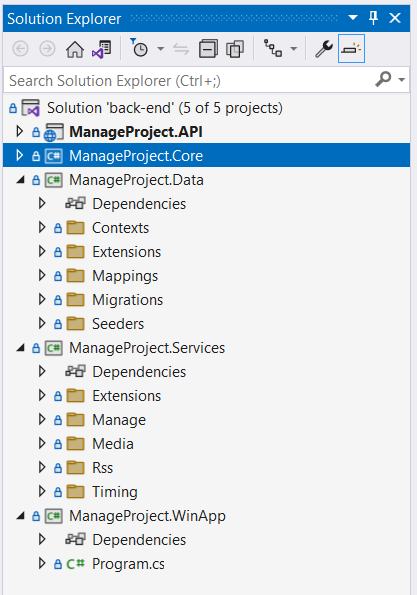 Solution Explorer
Search Solution Explorer (Ctrl+;)
Solution 'back-end' (5 of 5 projects)
ManageProject.API
C# ManageProject.Core
C# ManageProject.Data
Dependencies
Contexts
Extensions
Mappings
Migrations
Seeders
C# ManageProject.Services
Dependencies
Extensions
Manage
Media
Rss
Timing
C# ManageProject.WinApp
Dependencies
C# Program.cs